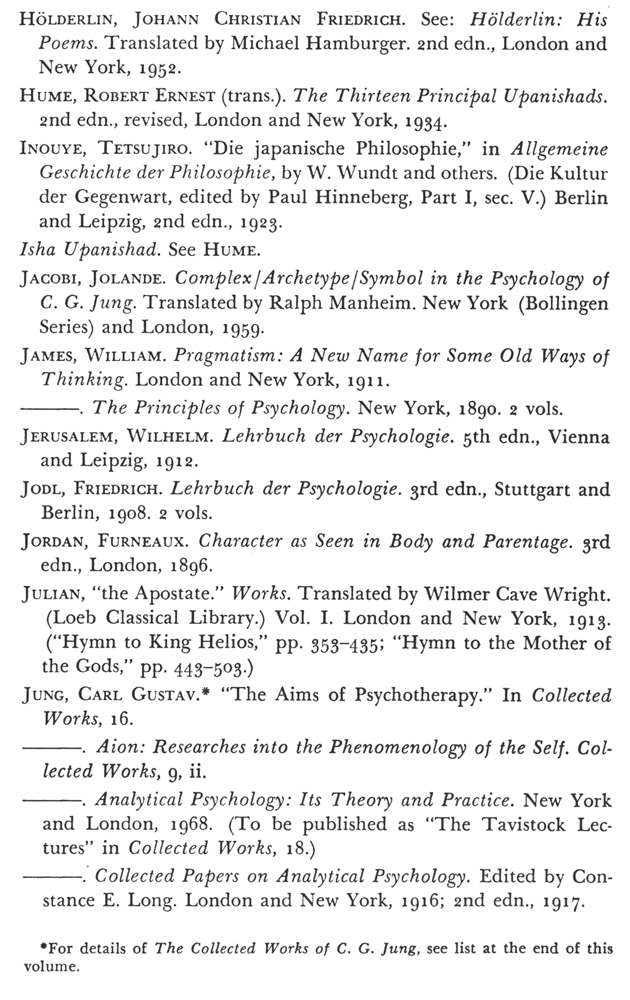 HÖLDERLIN, JOHANN CHRISTIAN FRIEDRICH. See: Hölderlin: His
Poems. Translated by Michael Hamburger. 2nd edn., London and
New York, 1952.
HUME, ROBERT ERNEST (trans.). The Thirteen Principal Upanishads.
2nd edn., revised, London and New York, 1934.
INOUYE, TETSUJIRO. "Die japanische Philosophie," in Allgemeine
Geschichte der Philosophie, by W. Wundt and others. (Die Kultur
der Gegenwart, edited by Paul Hinneberg, Part I, sec. V.) Berlin
and Leipzig, 2nd edn., 1923.
Isha Upanishad. See HUME.
JACOBI, JOLANDE. Complex/Archetype/Symbol in the Psychology of
C. G. Jung. Translated by Ralph Manheim. New York (Bollingen
Series) and London, 1959.
JAMES, WILLIAM. Pragmatism: A New Name for Some Old Ways of
Thinking. London and New York, 1911.
———. The Principles of Psychology. New York, 1890. 2 vols.
JERUSALEM, WILHELM. Lehrbuch der Psychologie. 5th edn., Vienna
and Leipzig, 1912.
JODL, FRIEDRICH. Lehrbuch der Psychologie. 3rd edn., Stuttgart and
Berlin, 1908. 2 vols.
JORDAN, FURNEAUX. Character as Seen in Body and Parentage. 3rd
edn., London, 1896.
JULIAN, "the Apostate." Works. Translated by Wilmer Cave Wright.
(Loeb Classical Library.) Vol. I. London and New York, 1913.
("Hymn to King Helios," pp. 353–435; "Hymn to the Mother of
the Gods," pp. 443–503.)
JUNG, CARL GUSTAV.* "The Aims of Psychotherapy." In Collected
Works, 16.
———. Aion: Researches into the Phenomenology of the Self. Col-
lected Works, 9, ii.
———. Analytical Psychology: Its Theory and Practice. New York
and London, 1968. (To be published as "The Tavistock Lec-
tures" in Collected Works, 18.)
———. Collected Papers on Analytical Psychology. Edited by Con-
stance E. Long. London and New York, 1916; 2nd edn., 1917.
*For details of The Collected Works of C. G. Jung, see list at the end of this
volume.